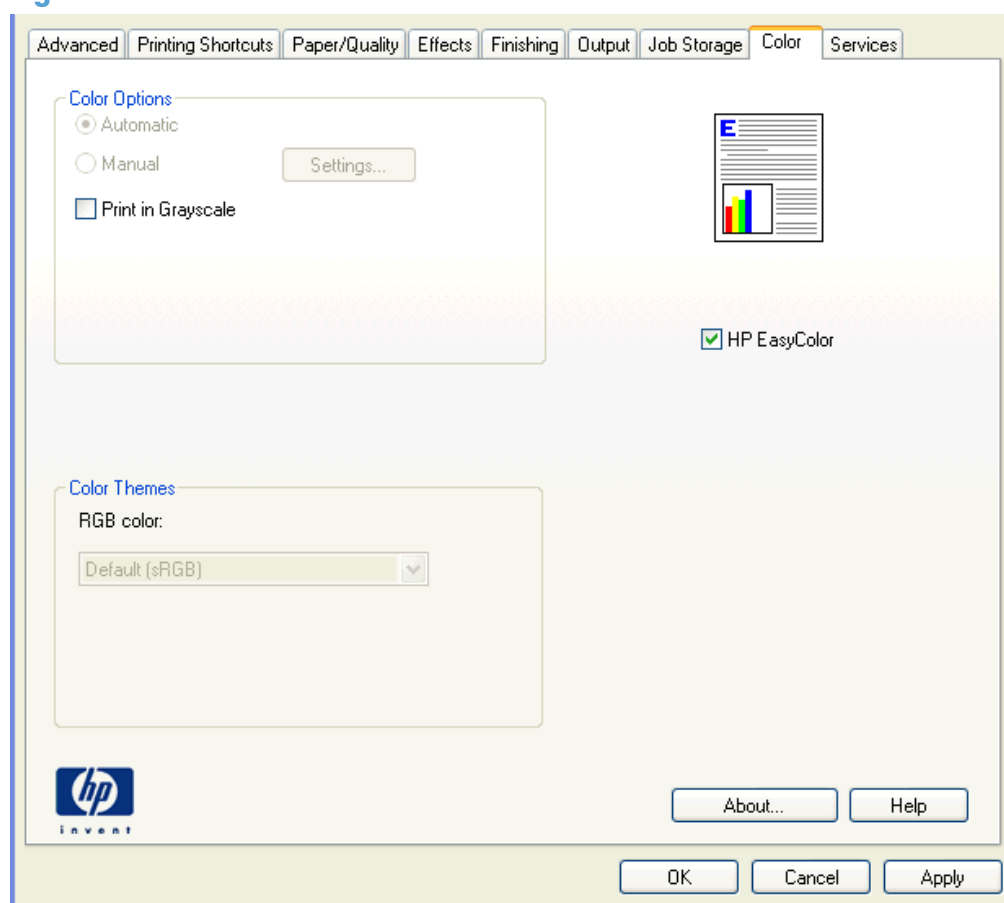 Advanced Printing Shortcuts Paper/Quality Effects Finishing Output Job Storage Color Services
Color Options
Automatic
Manual Settings...
Print in Grayscale
E
HP EasyColor
Color Themes
RGB color:
Default (sRGB)
hp
invent
About... Help
OK Cancel Apply